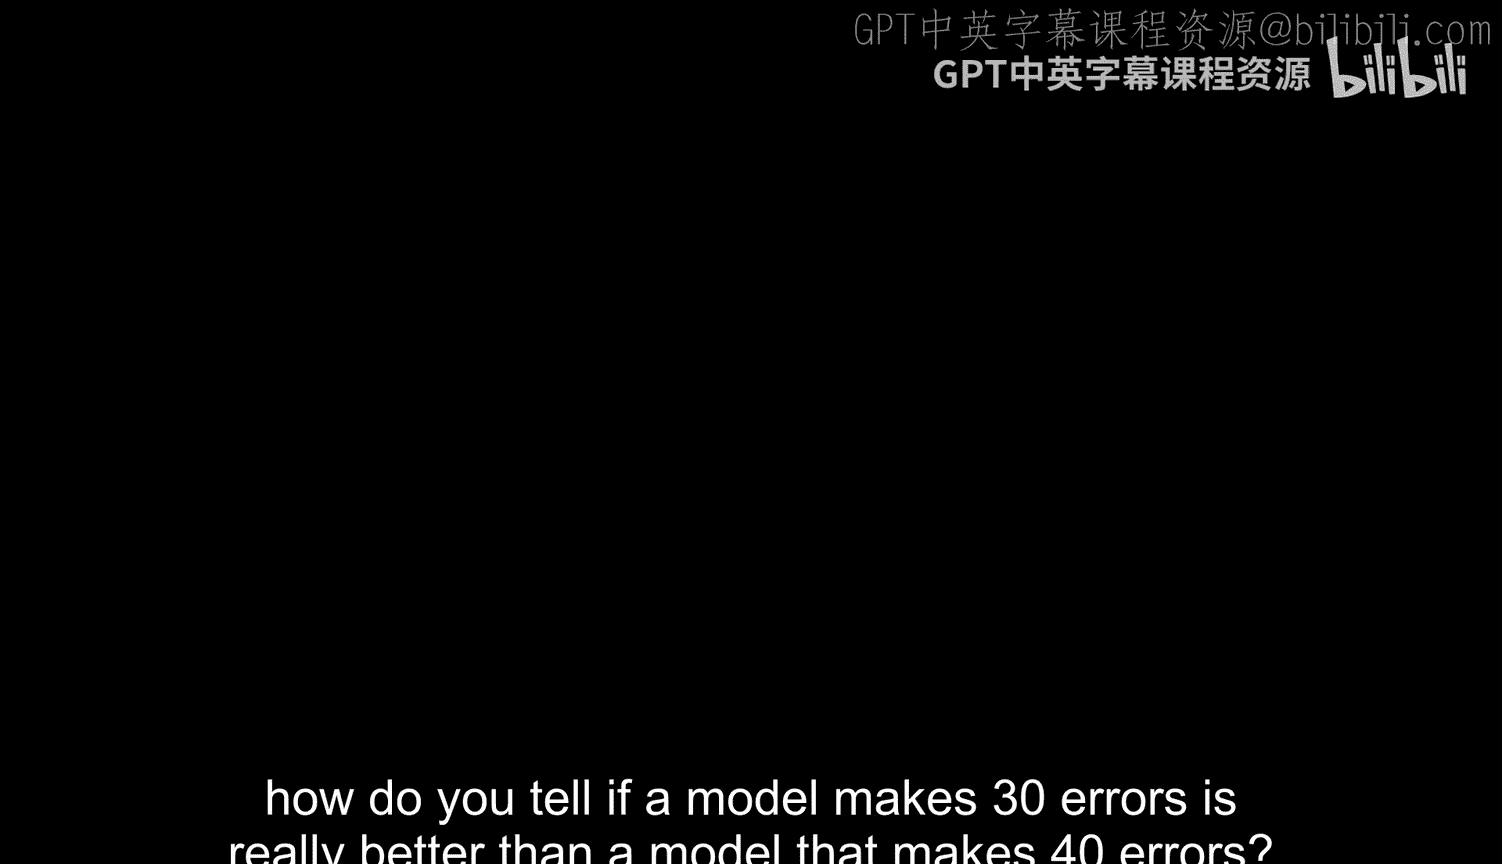 GPT中英字幕课程资源@bilibili.com
GPT中英字幕课程资源 bilibili
how do you tell if a model makes 30 errors is
really better than a model that makes 40 errors?